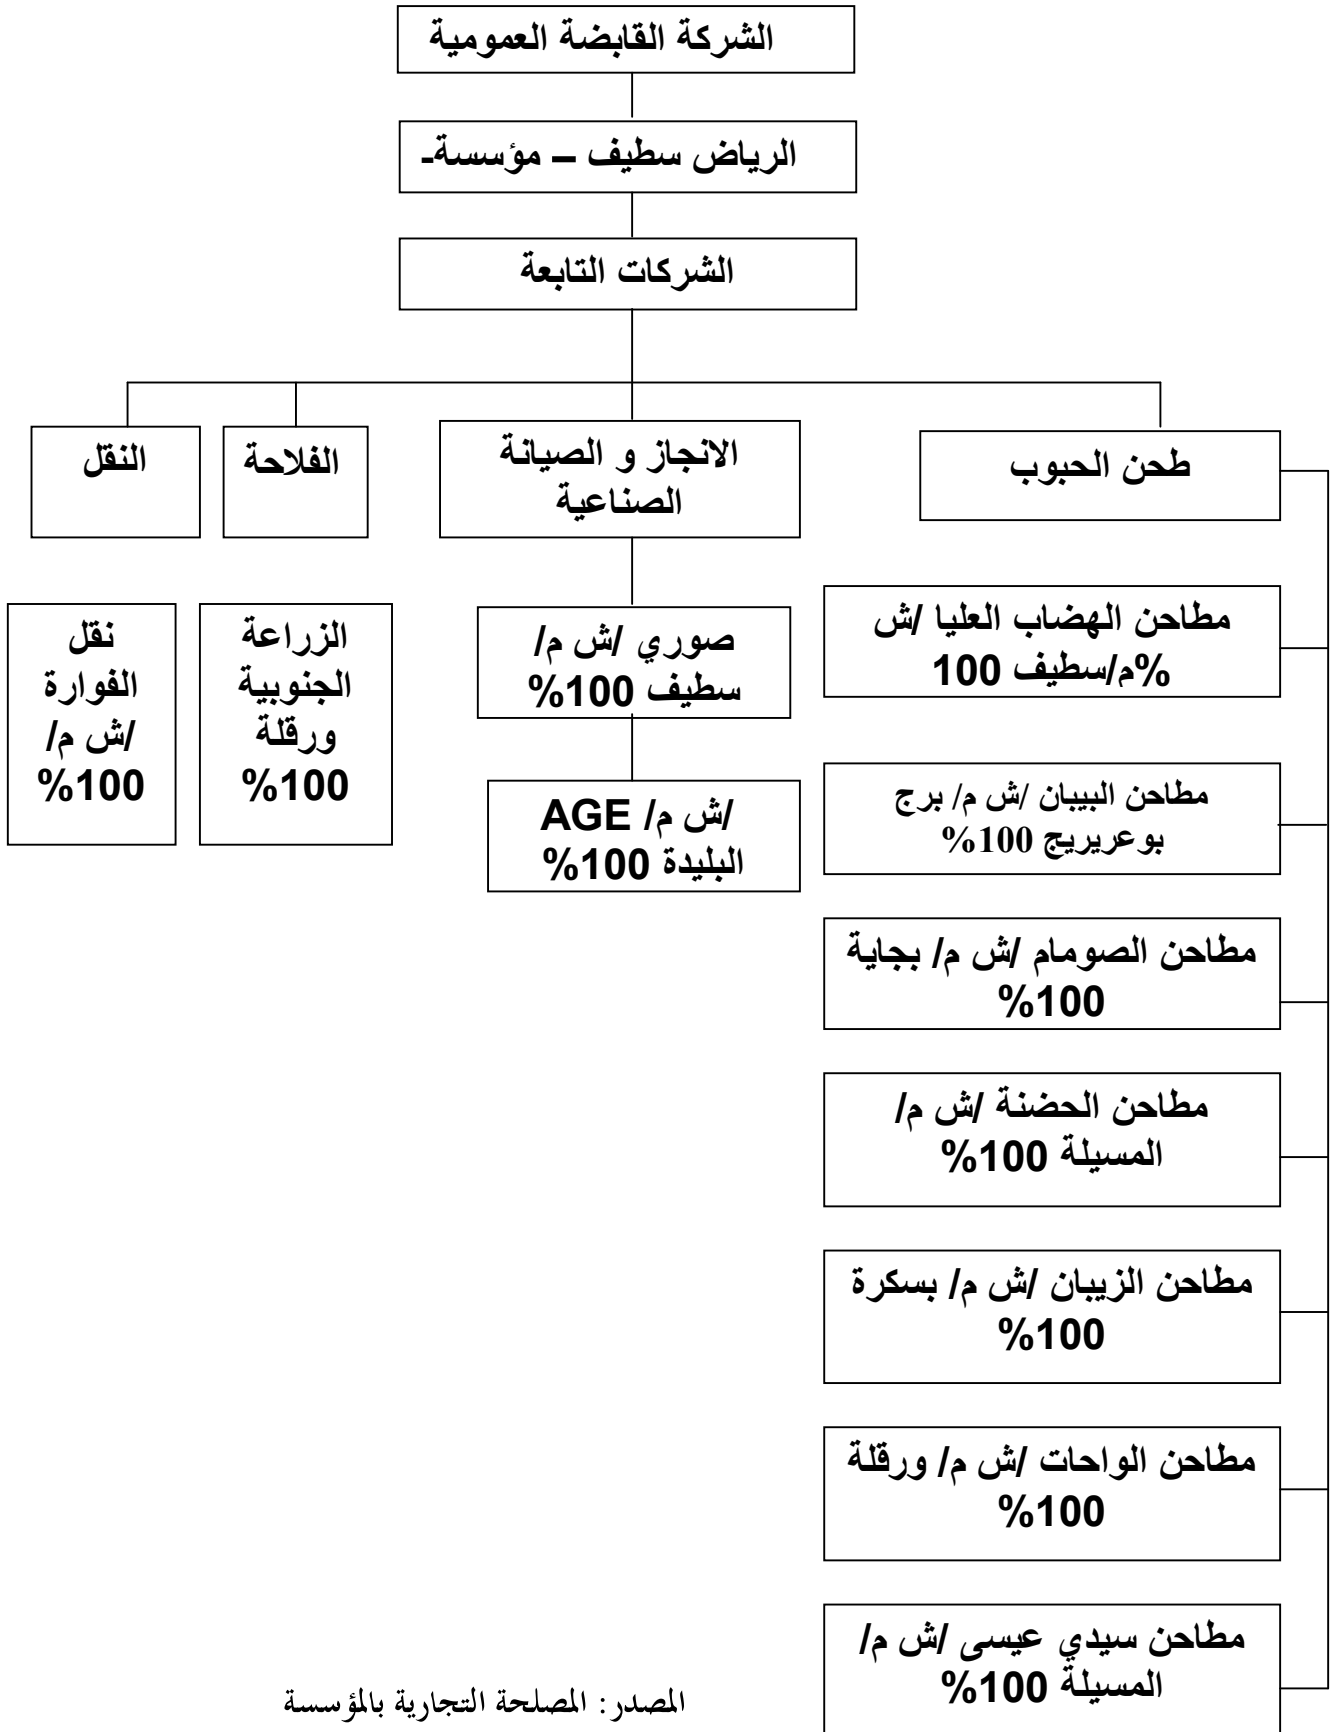 الشركة القابضة العمومية
الرياض سطيف – مؤسسة-
الشركات التابعة
طحن الحبوب
الانجاز و الصيانة
الصناعية
الفلاحة
النقل
مطاحن الهضاب العليا /ش
م/سطيف 100%
مطاحن البيبان /ش م/ برج
بوعريريج 100%
مطاحن الصومام /ش م/ بجاية
100%
مطاحن الحضنة /ش م/
المسيلة 100%
مطاحن الزيبان /ش م/ بسكرة
100%
مطاحن الواحات /ش م/ ورقلة
100%
مطاحن سيدي عيسى /ش م/
المسيلة 100%
صوري /ش م/
سطيف 100%
AGE /ش م/
البليدة 100%
الزراعة
الجنوبية
ورقلة
100%
نقل
الفوارة
/ش م/
100%
المصدر: المصلحة التجارية بالمؤسسة